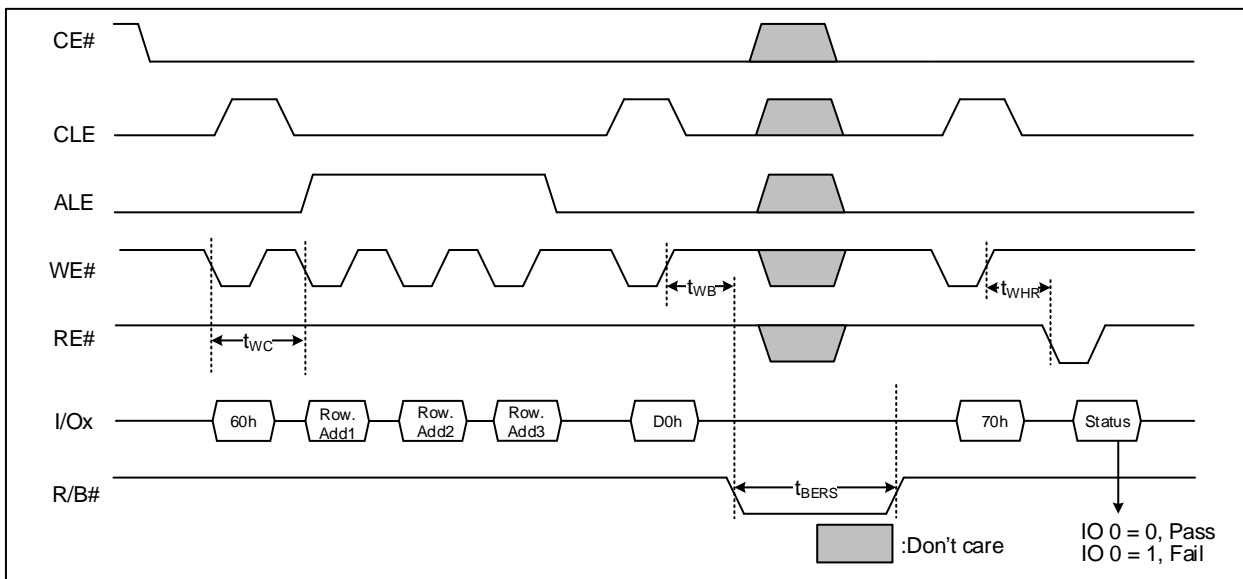 CE#
CLE
ALE
WE#
tWB
tWHR
RE#
tWC
I/Ox
60h
Row.
Add1
Row.
Add2
Row.
Add3
D0h
70h
Status
R/B#
tBERS
:Don't care
IO 0 = 0, Pass
IO 0 = 1, Fail